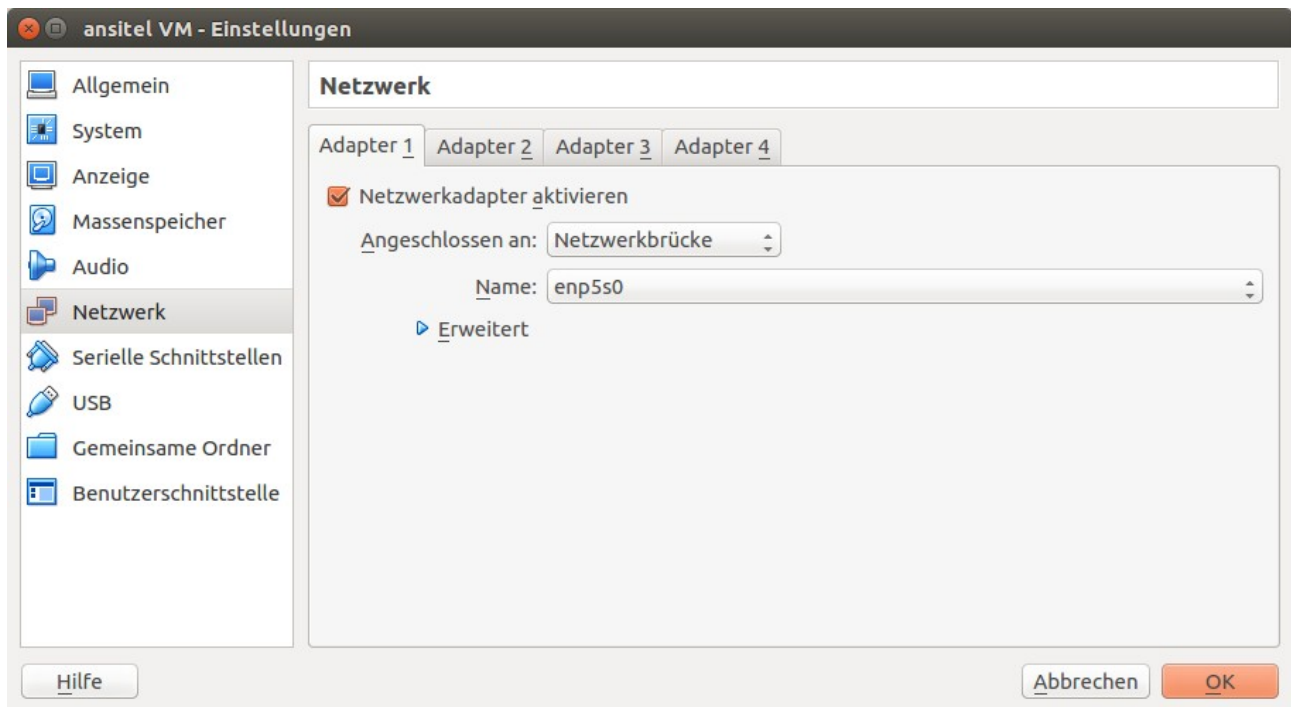 ansitel VM - Einstellungen
Allgemein
System
Anzeige
Massenspeicher
Audio
Netzwerk
Serielle Schnittstellen
USB
Gemeinsame Ordner
Benutzerschnittstelle
Netzwerk
Adapter 1 Adapter 2 Adapter 3 Adapter 4
Netzwerkadapter aktivieren
Angeschlossen an: Netzwerkbrücke
Name: enp5s0
Erweitert
Hilfe Abbrechen OK